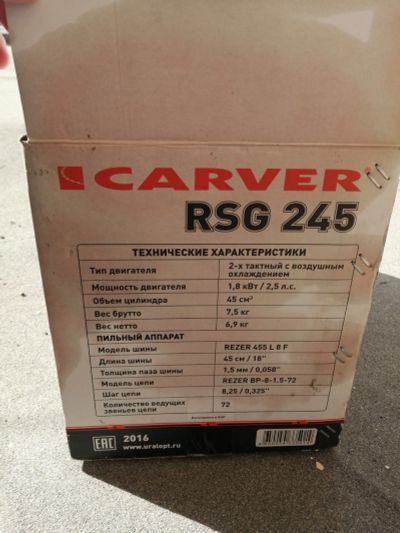 CARVER
RSG 245
ТЕХНИЧЕСКИЕ ХАРАКТЕРИСТИКИ
Тип двигателя 2-х тактный с воздушным охлаждением
Мощность двигателя 1,8 кВт / 2,5 л.с.
Объем цилиндра 45 см³
Вес брутто 7,5 кг
Вес нетто 6,9 кг
ПИЛЬНЫЙ АППАРАТ
Модель шины REZER 455 L 8 F
Длина шины 45 см / 18"
Толщина паза шины 1,5 мм / 0,058"
Модель цепи REZER BP-8-1.5-72
Шаг цепи 8,25 / 0,325"
Количество ведущих звеньев цепи 72
EAC 2016
www.uralopt.ru